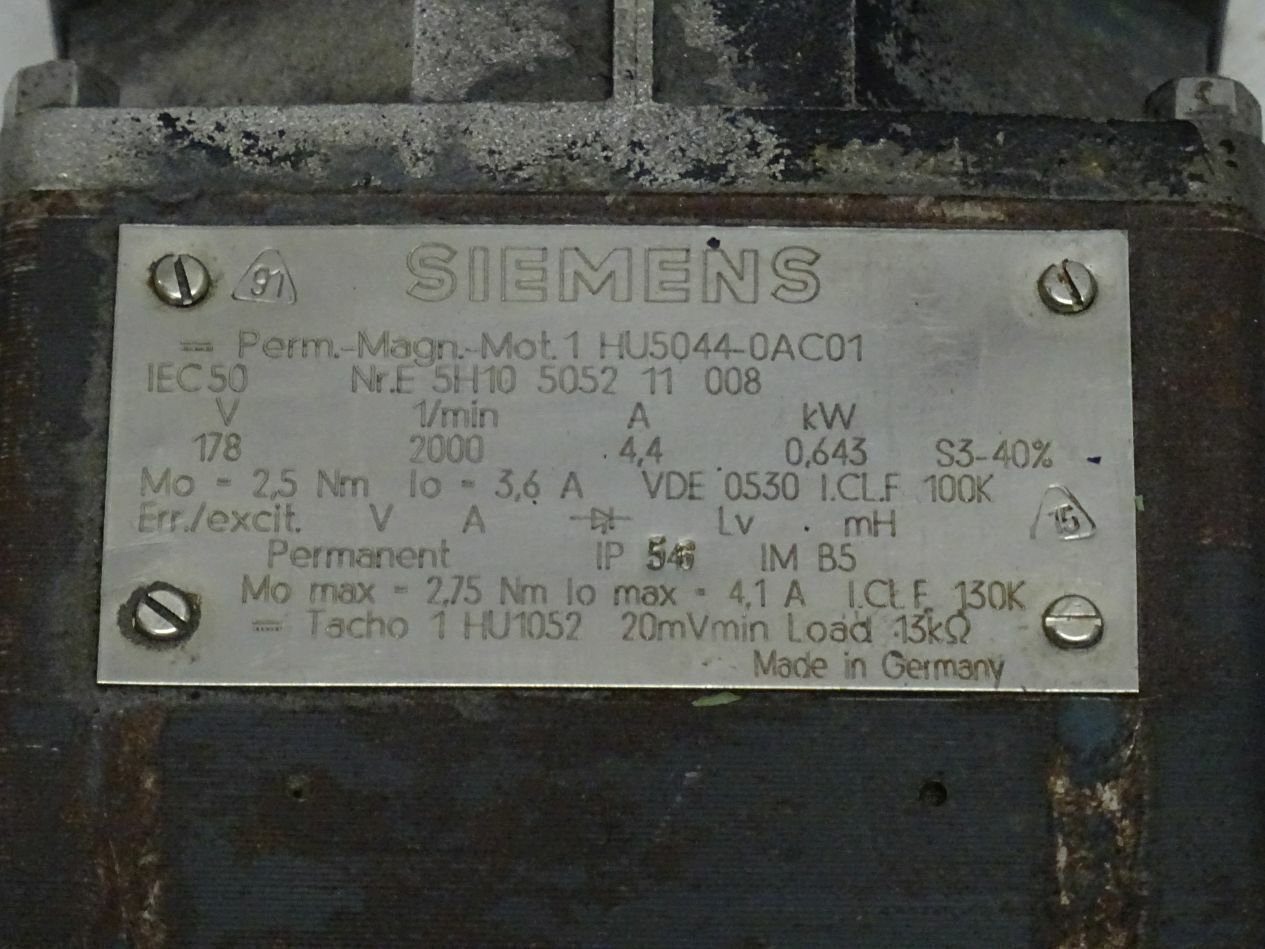 91 SIEMENS
⎓ Perm.-Magn.-Mot. 1 HU5044-0AC01
IEC 50 Nr.E 5H10 5052 11 008
V 1/min A kW
178 2000 4,4 0,643 S3-40%
Mo = 2,5 Nm Io = 3,6 A VDE 0530 I.CL.F 100K
Err./excit. V A Lv mH 15
Permanent IP IM B5
Mo max = 2,75 Nm Io max = 4,1 A I.Cl.F. 130K
⎓ Tacho 1 HU1052 20mVmin Load 13kΩ
Made in Germany